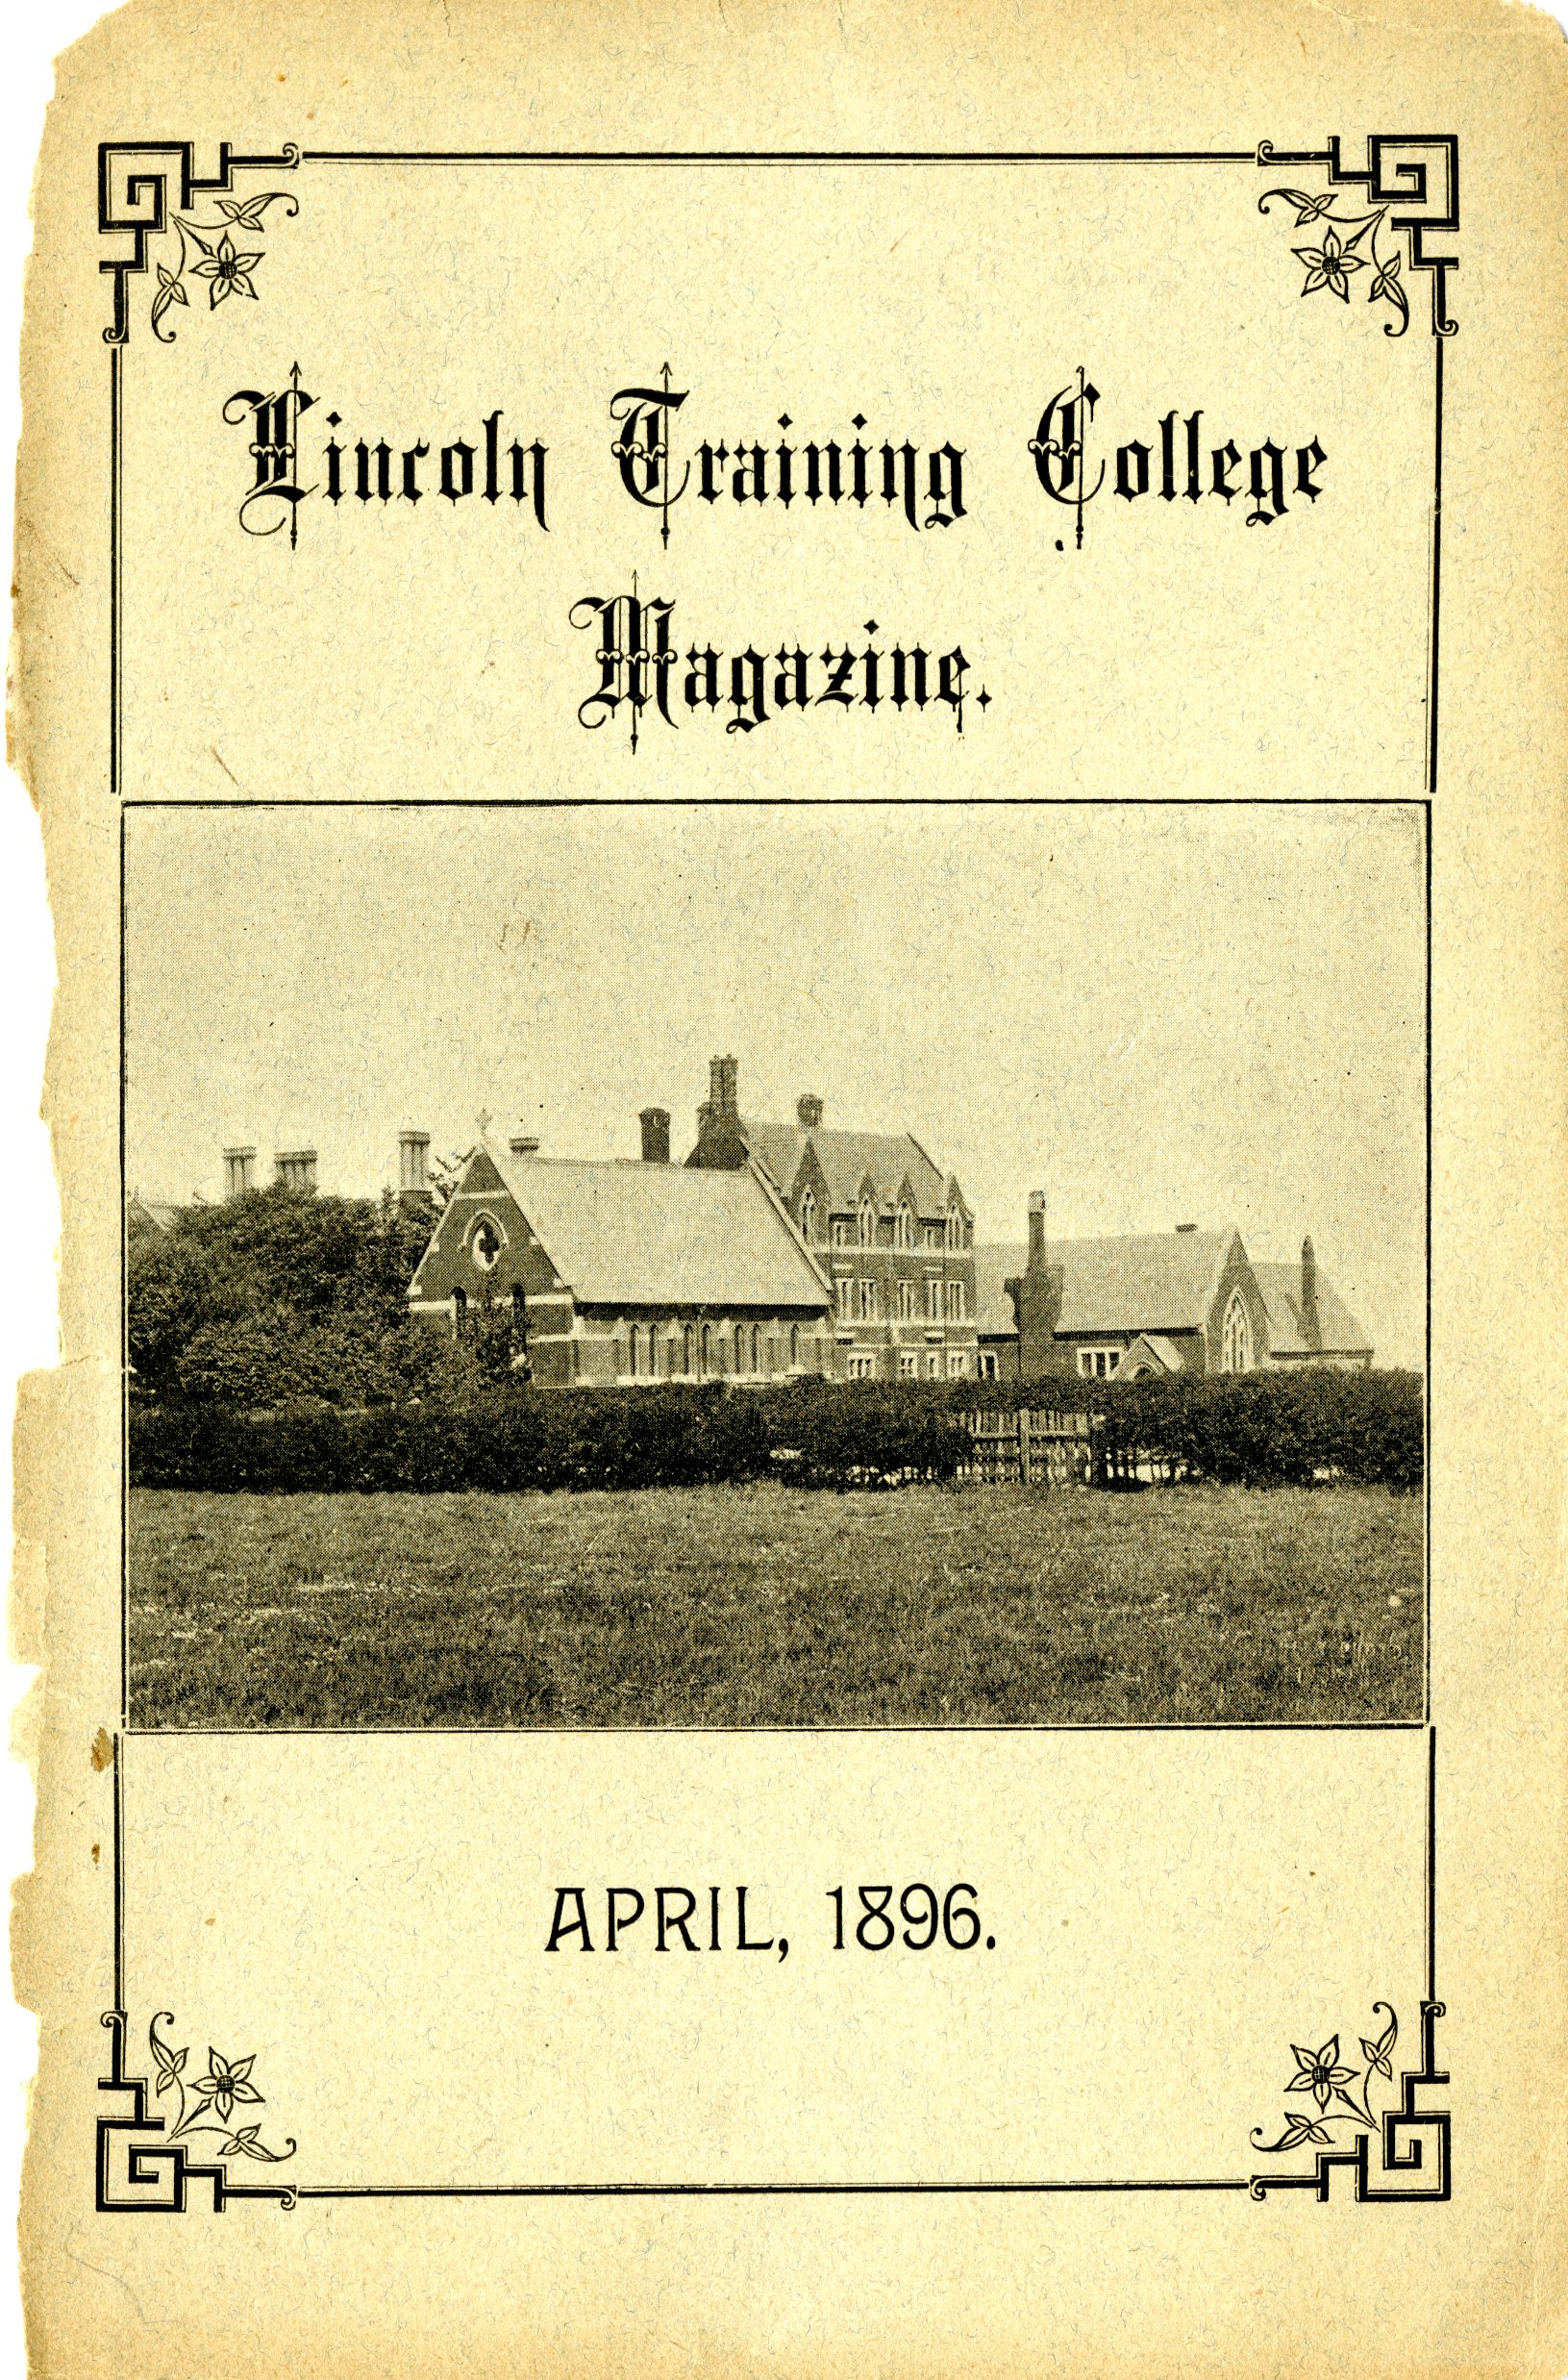 Lincoln Training College
Magazine.
APRIL, 1896.